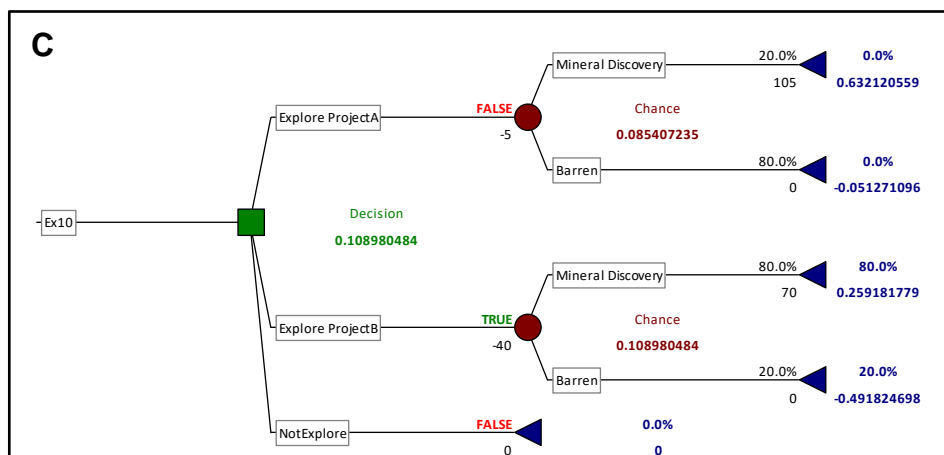 C
Mineral Discovery
20.0%
0.0%
105
0.632120559
Explore ProjectA
FALSE
Chance
-5
0.085407235
Barren
80.0%
0.0%
0
-0.051271096
Ex10
Decision
0.108980484
Mineral Discovery
80.0%
80.0%
70
0.259181779
Explore ProjectB
TRUE
Chance
-40
0.108980484
Barren
20.0%
20.0%
0
-0.491824698
NotExplore
FALSE
0.0%
0
0